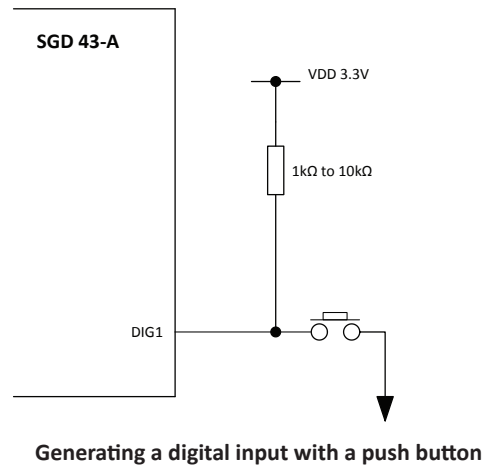 SGD 43-A
VDD 3.3V
1kΩ to 10kΩ
DIG1
Generating a digital input with a push button